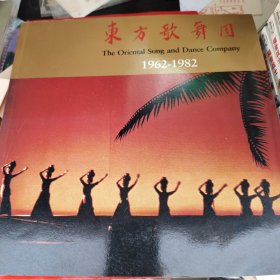 東方歌舞团
The Oriental Song and Dance Company
1962-1982